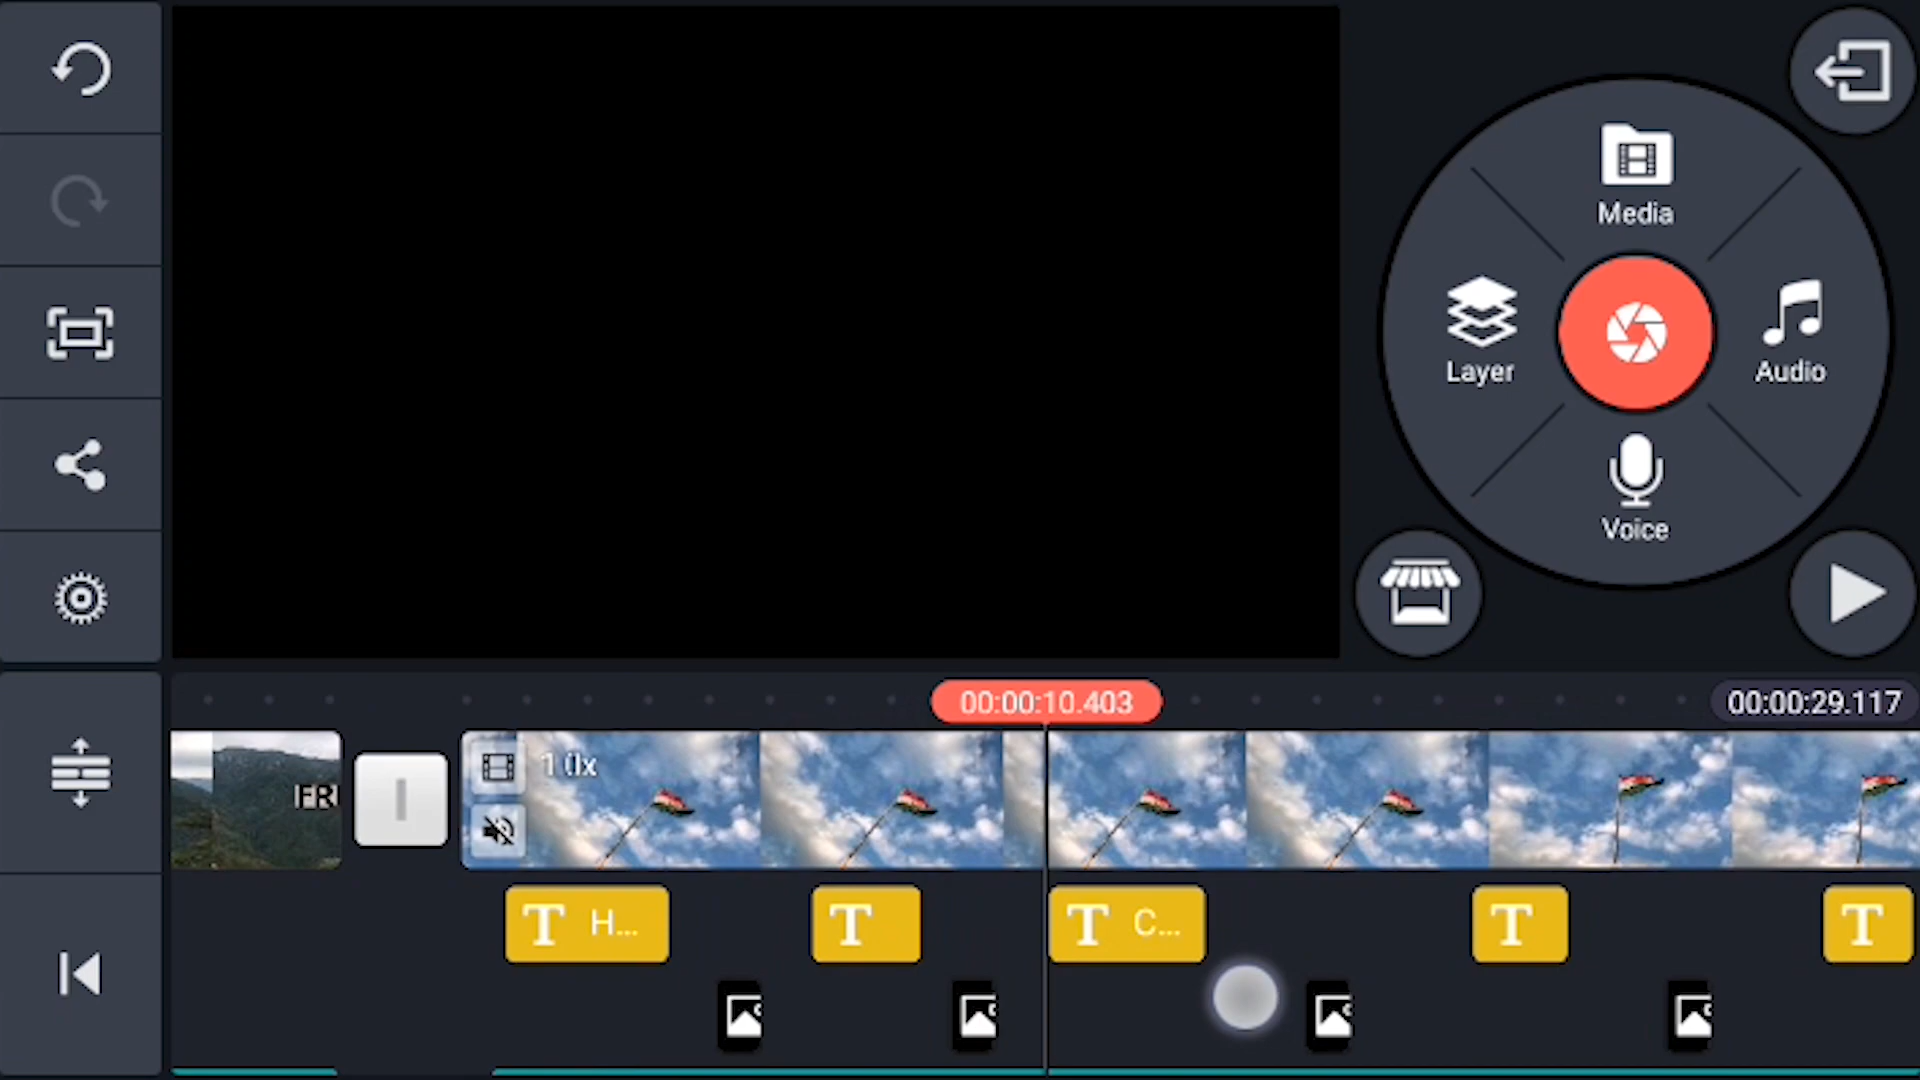 Media
Layer
Audio
Voice
00:00:10.403
00:00:29.117
FR
1.0x
T H...
T
T C...
T
T